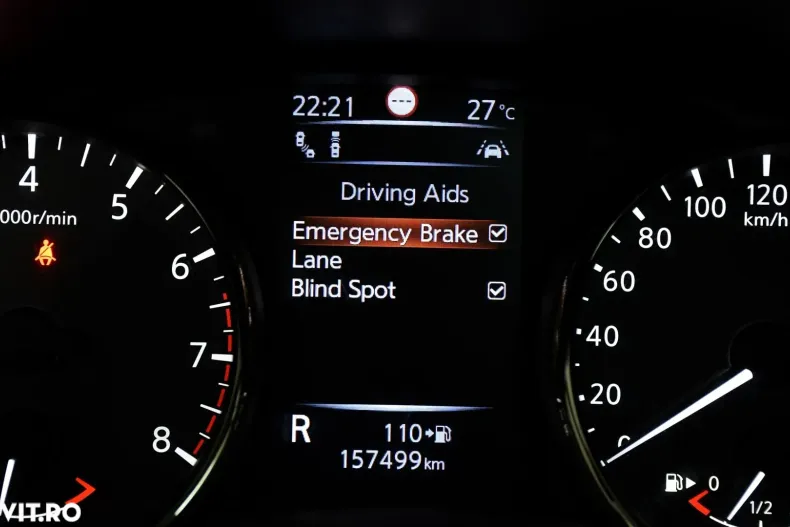 22:21 --- 27°C
Driving Aids
Emergency Brake
Lane
Blind Spot
R 110
157499km
4
5
6
7
8
000r/min
120
km/h
100
80
60
40
20
0
0
1/2
VIT.RO